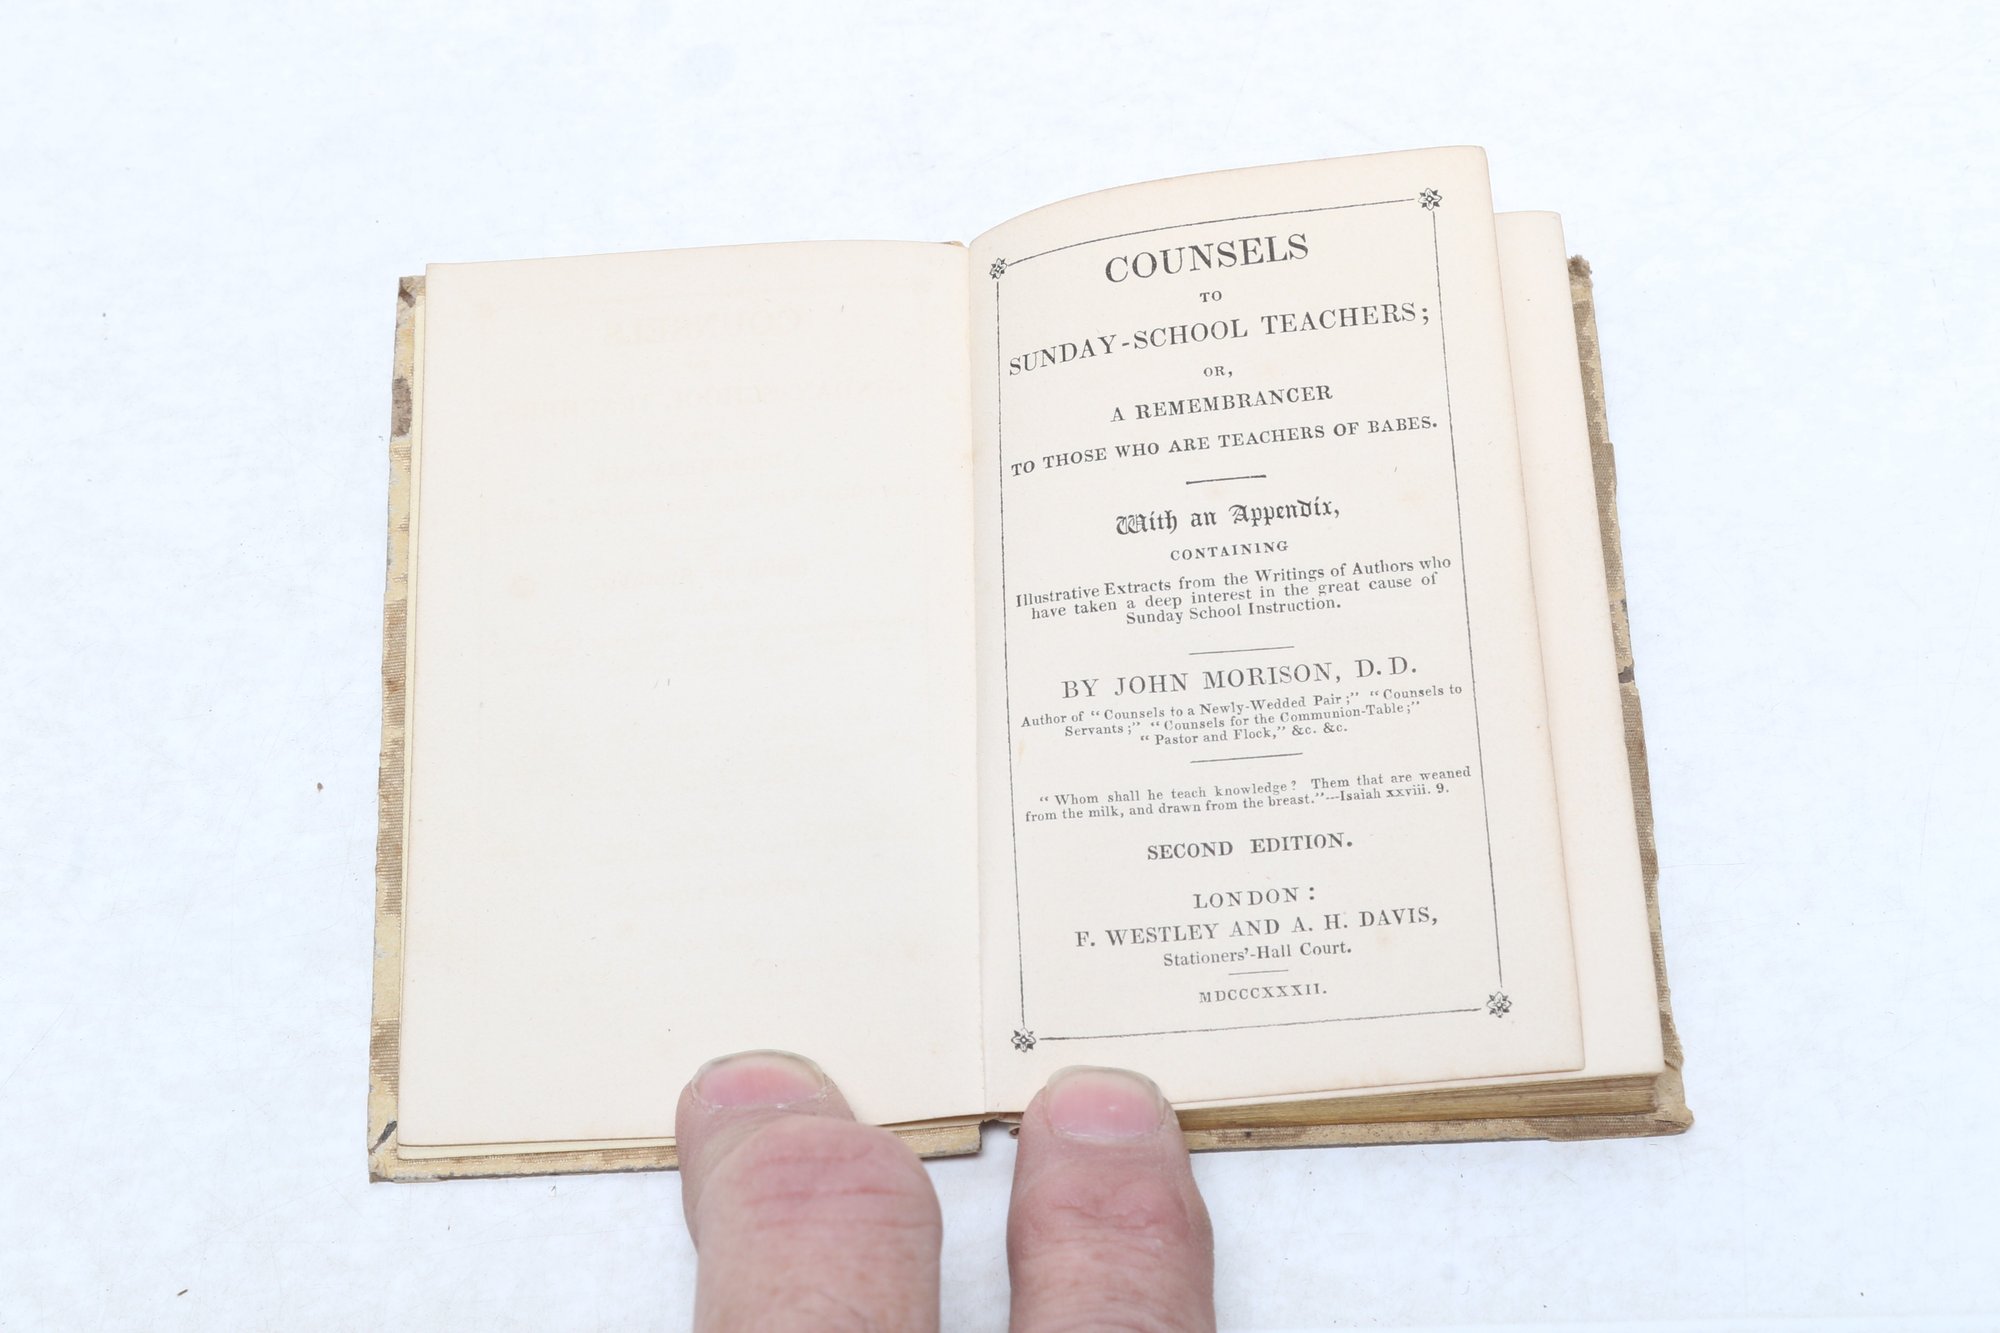 COUNSELS
TO
SUNDAY-SCHOOL TEACHERS;
OR,
A REMEMBRANCER
TO THOSE WHO ARE TEACHERS OF BABES.
With an Appendix,
CONTAINING
Illustrative Extracts from the Writings of Authors who
have taken a deep interest in the great cause of
Sunday School Instruction.
BY JOHN MORISON, D. D.
Author of "Counsels to a Newly-Wedded Pair;" "Counsels to
Servants;" "Counsels for the Communion-Table;"
"Pastor and Flock," &c. &c.
"Whom shall he teach knowledge? Them that are weaned
from the milk, and drawn from the breast."---Isaiah xxviii. 9.
SECOND EDITION.
LONDON:
F. WESTLEY AND A. H. DAVIS,
Stationers'-Hall Court.
MDCCCXXXII.